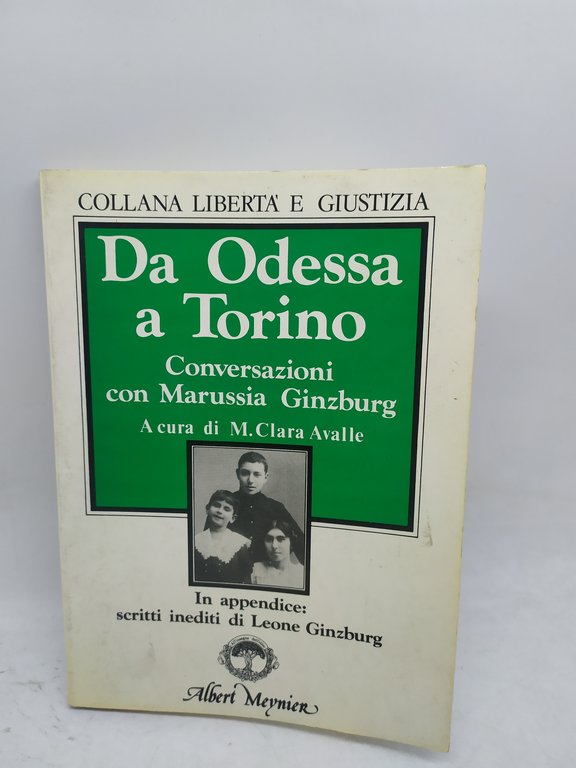 COLLANA LIBERTA' E GIUSTIZIA
Da Odessa
a Torino
Conversazioni
con Marussia Ginzburg
A cura di M. Clara Avalle
In appendice:
scritti inediti di Leone Ginzburg
Albert Meynier